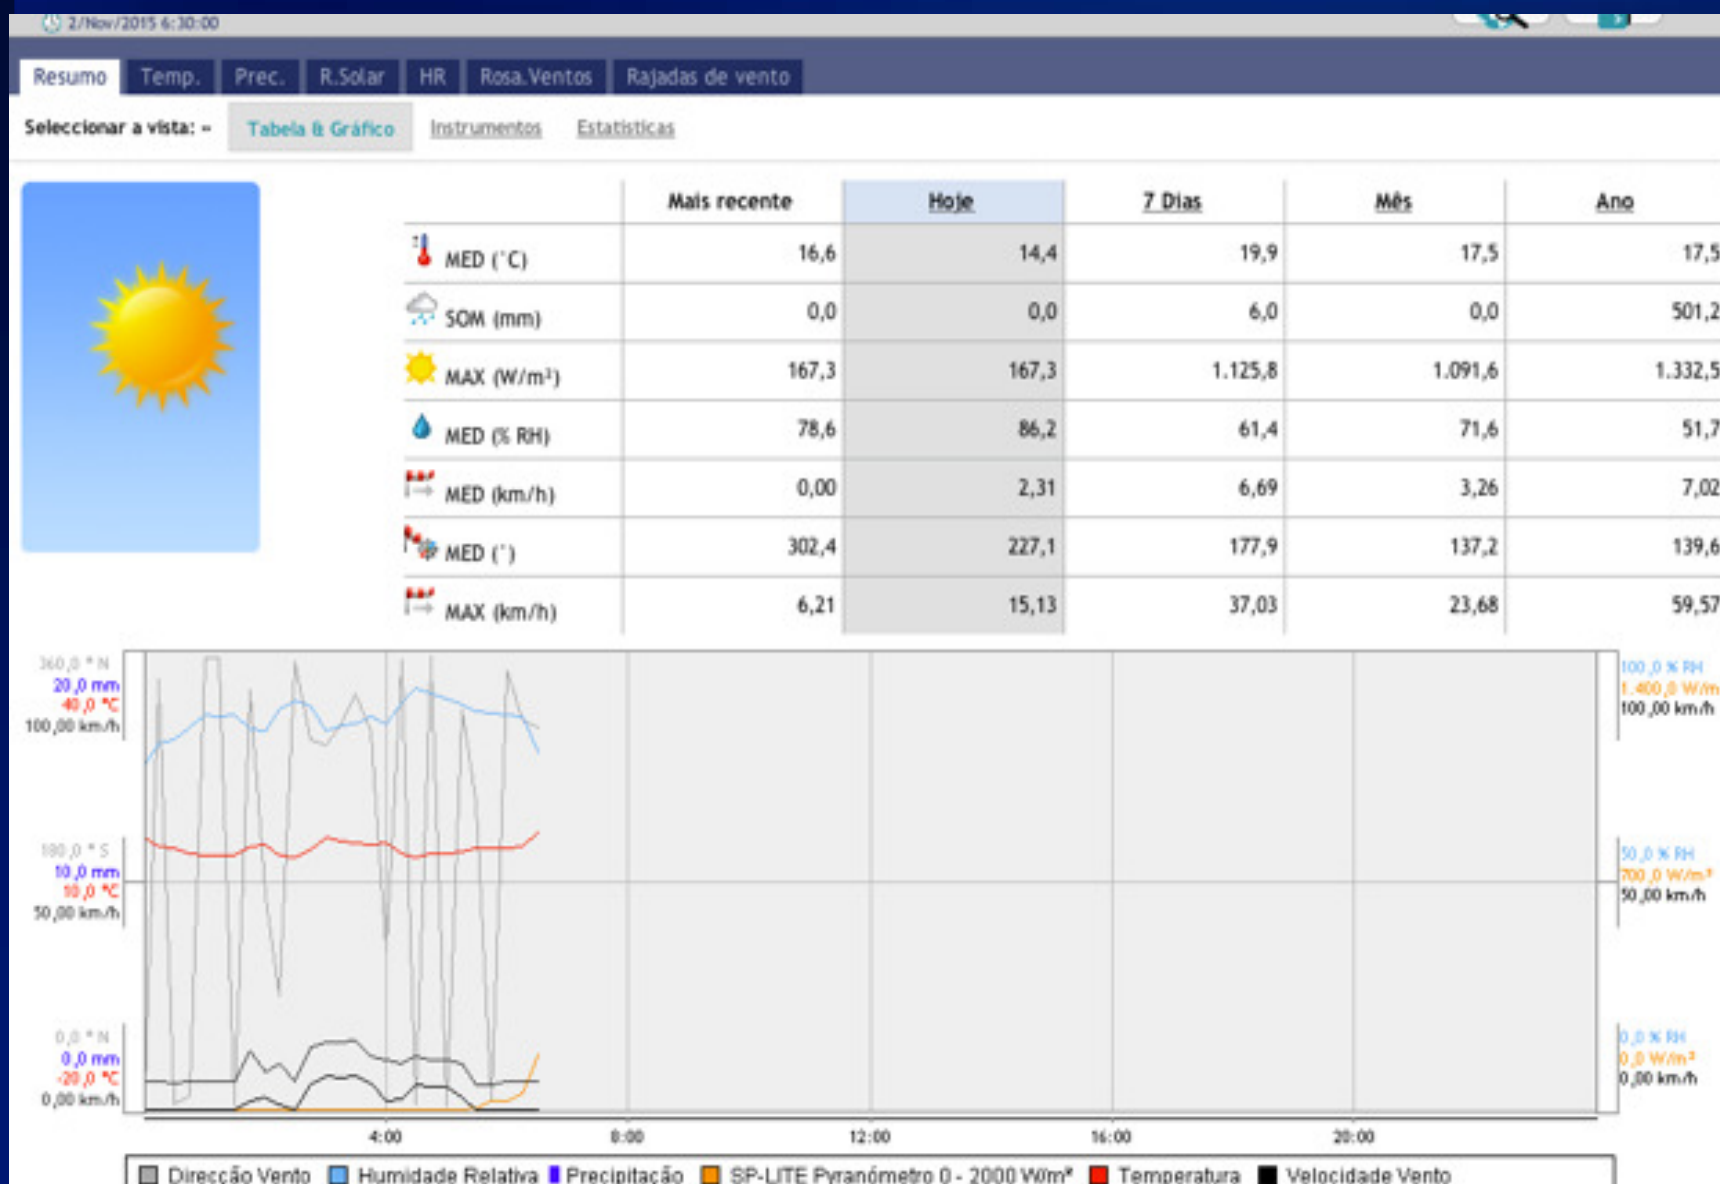 2/Nov/2015 6:30:00
Resumo Temp. Prec. R.Solar HR Rosa.Ventos Rajadas de vento
Seleccionar a vista: - Tabela & Gráfico Instrumentos Estatísticas
Mais recente Hoje 7 Dias Mês Ano
MED (°C) 16,6 14,4 19,9 17,5 17,5
SOM (mm) 0,0 0,0 6,0 0,0 501,2
MAX (W/m²) 167,3 167,3 1.125,8 1.091,6 1.332,5
MED (% RH) 78,6 86,2 61,4 71,6 51,7
MED (km/h) 0,00 2,31 6,69 3,26 7,02
MED (°) 302,4 227,1 177,9 137,2 139,6
MAX (km/h) 6,21 15,13 37,03 23,68 59,57
360,0 ° N
20,0 mm
40,0 °C
100,00 km/h
100,0 % RH
1.400,0 W/m
100,00 km/h
180,0 ° S
10,0 mm
10,0 °C
50,00 km/h
50,0 % RH
700,0 W/m²
50,00 km/h
0,0 ° N
0,0 mm
-20,0 °C
0,00 km/h
0,0 % RH
0,0 W/m²
0,00 km/h
4:00 8:00 12:00 16:00 20:00
Direcção Vento Humidade Relativa Precipitação SP-LITE Pyranómetro 0 - 2000 W/m² Temperatura Velocidade Vento